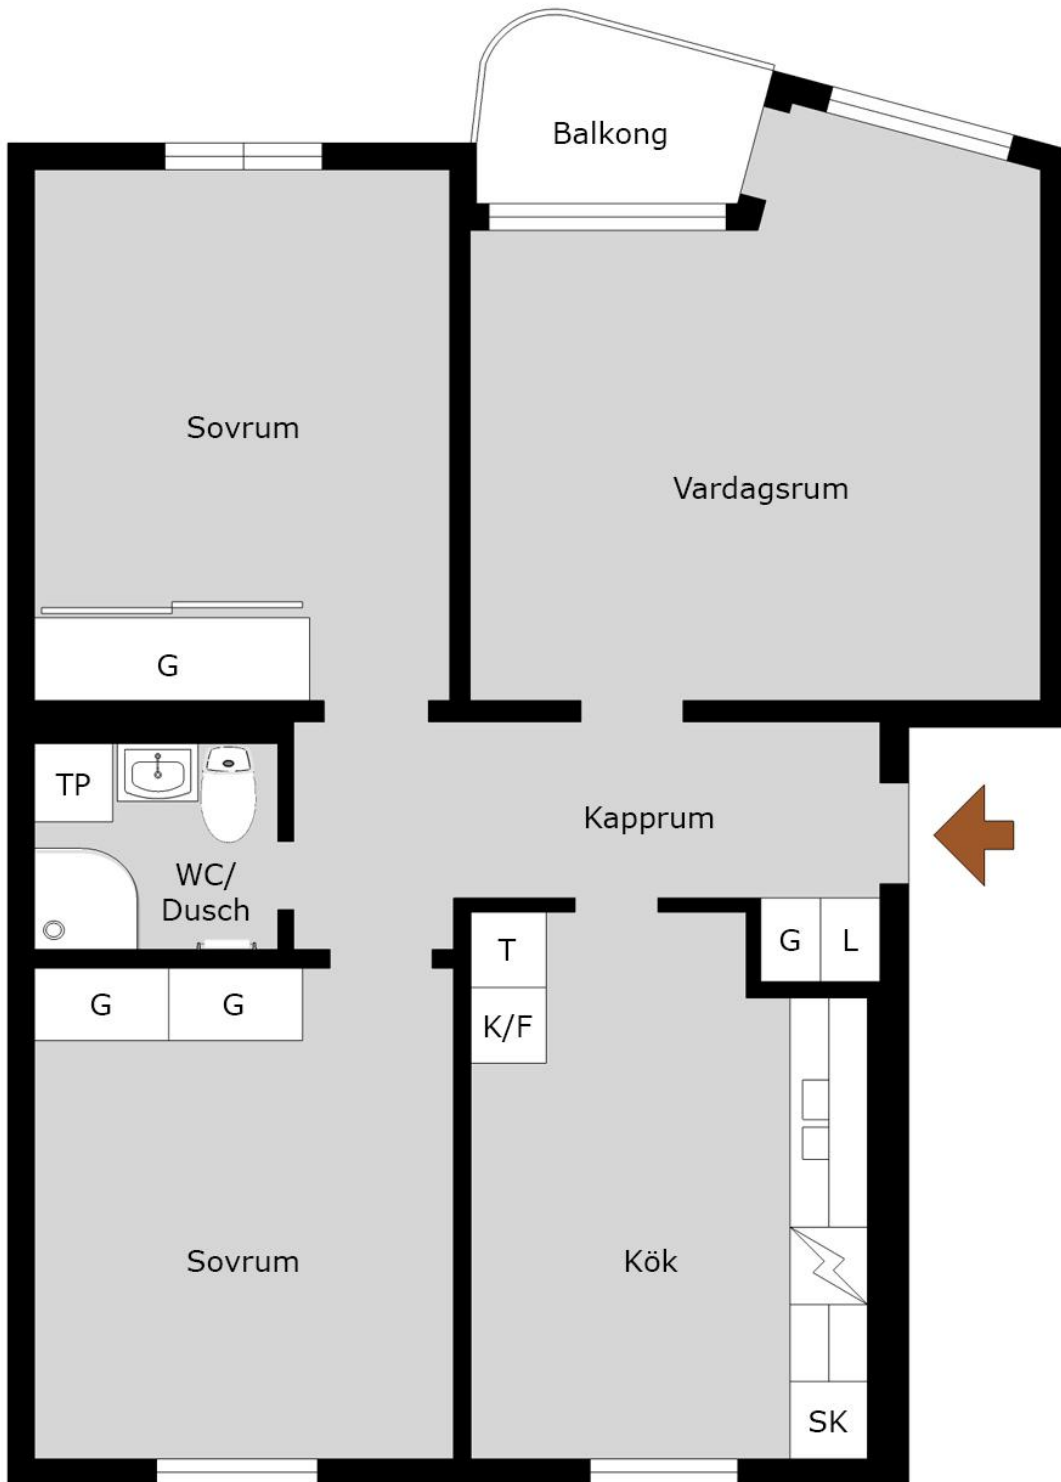 Balkong
Sovrum
Vardagsrum
G
TP
WC/
Dusch
Kapprum
G L
T
K/F
G G
Sovrum
Kök
SK